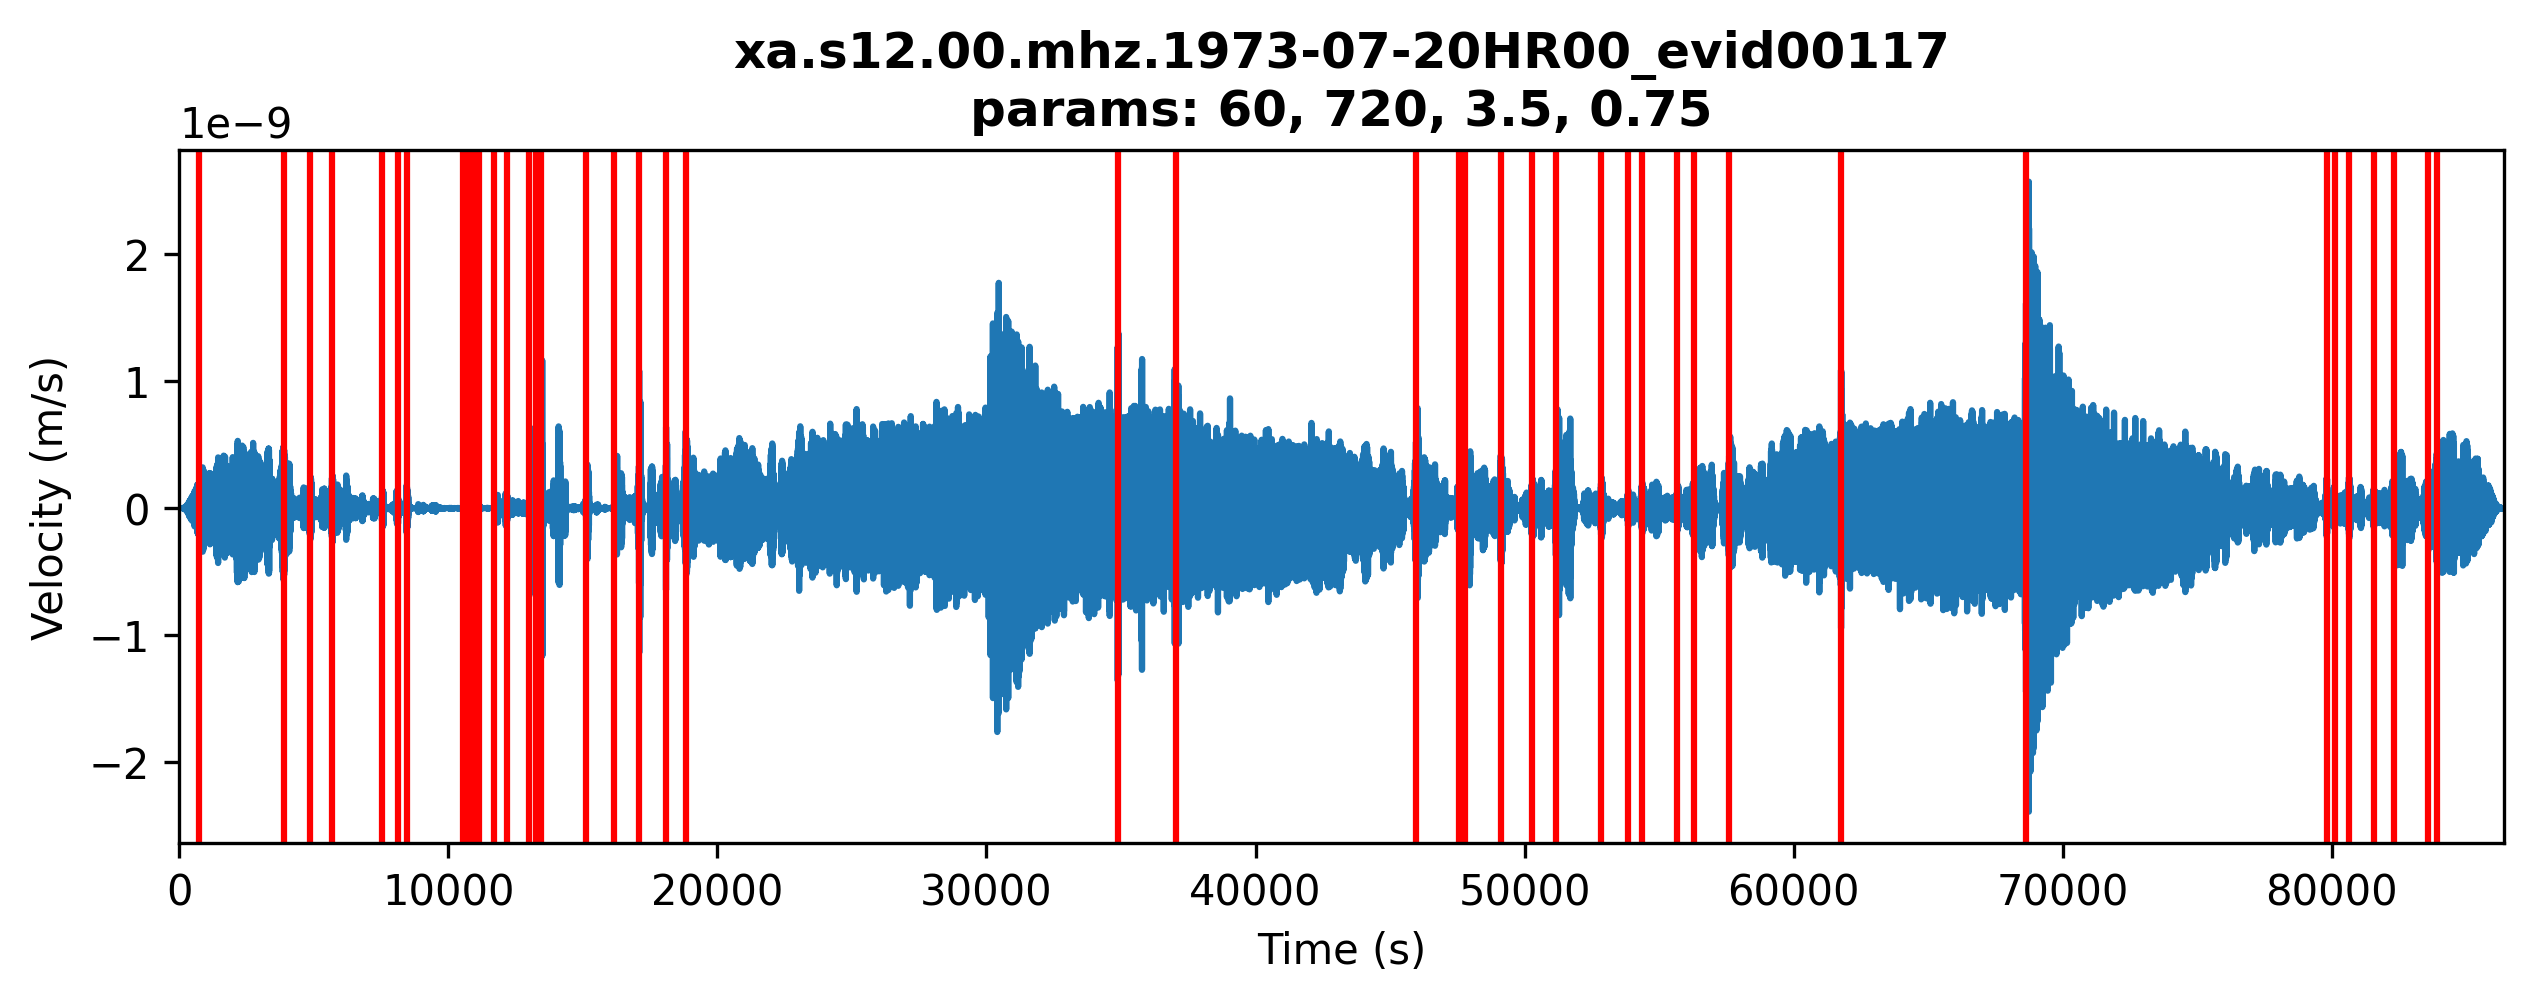 xa.s12.00.mhz.1973-07-20HR00_evid00117
params: 60, 720, 3.5, 0.75
1e−9
2
1
0
−1
−2
Velocity (m/s)
0 10000 20000 30000 40000 50000 60000 70000 80000
Time (s)